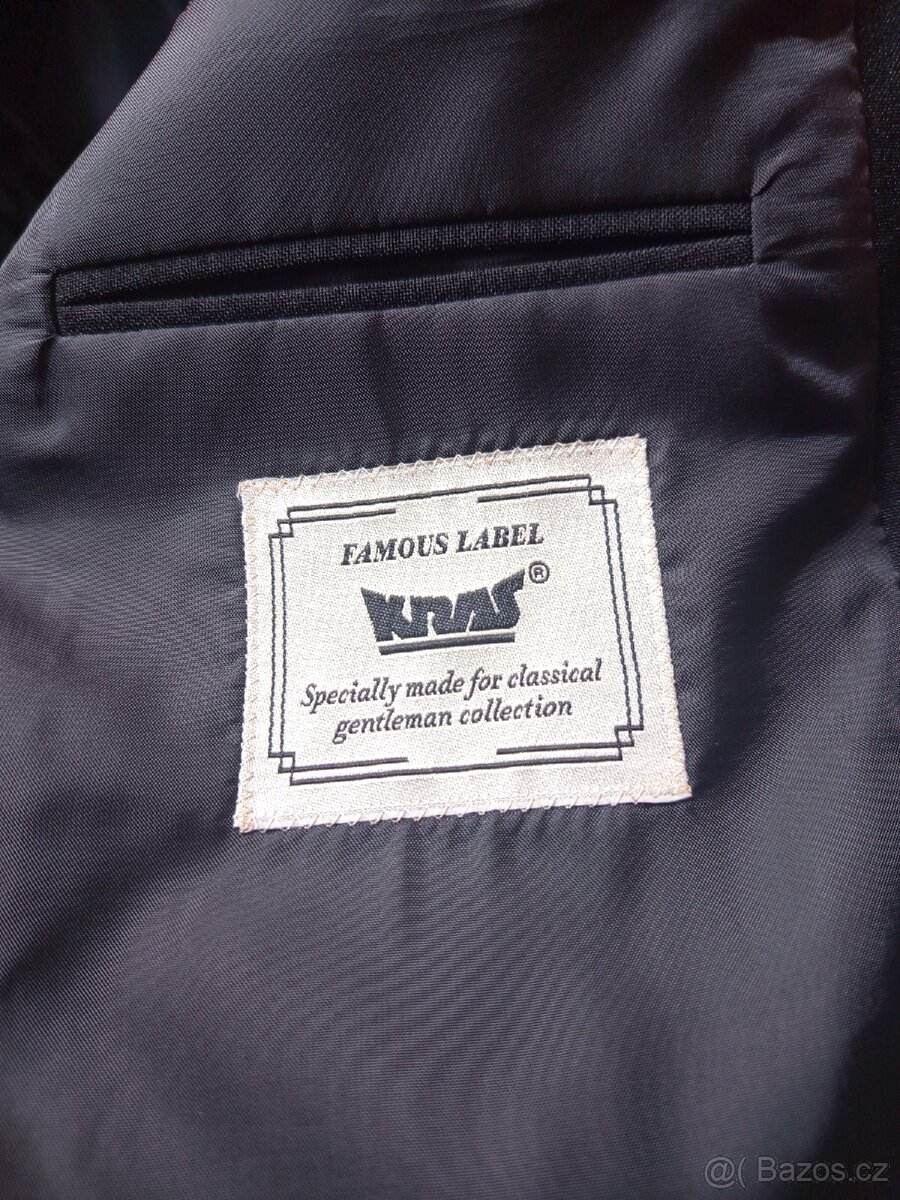 FAMOUS LABEL
KRAS®
Specially made for classical
gentleman collection
@( Bazos.cz